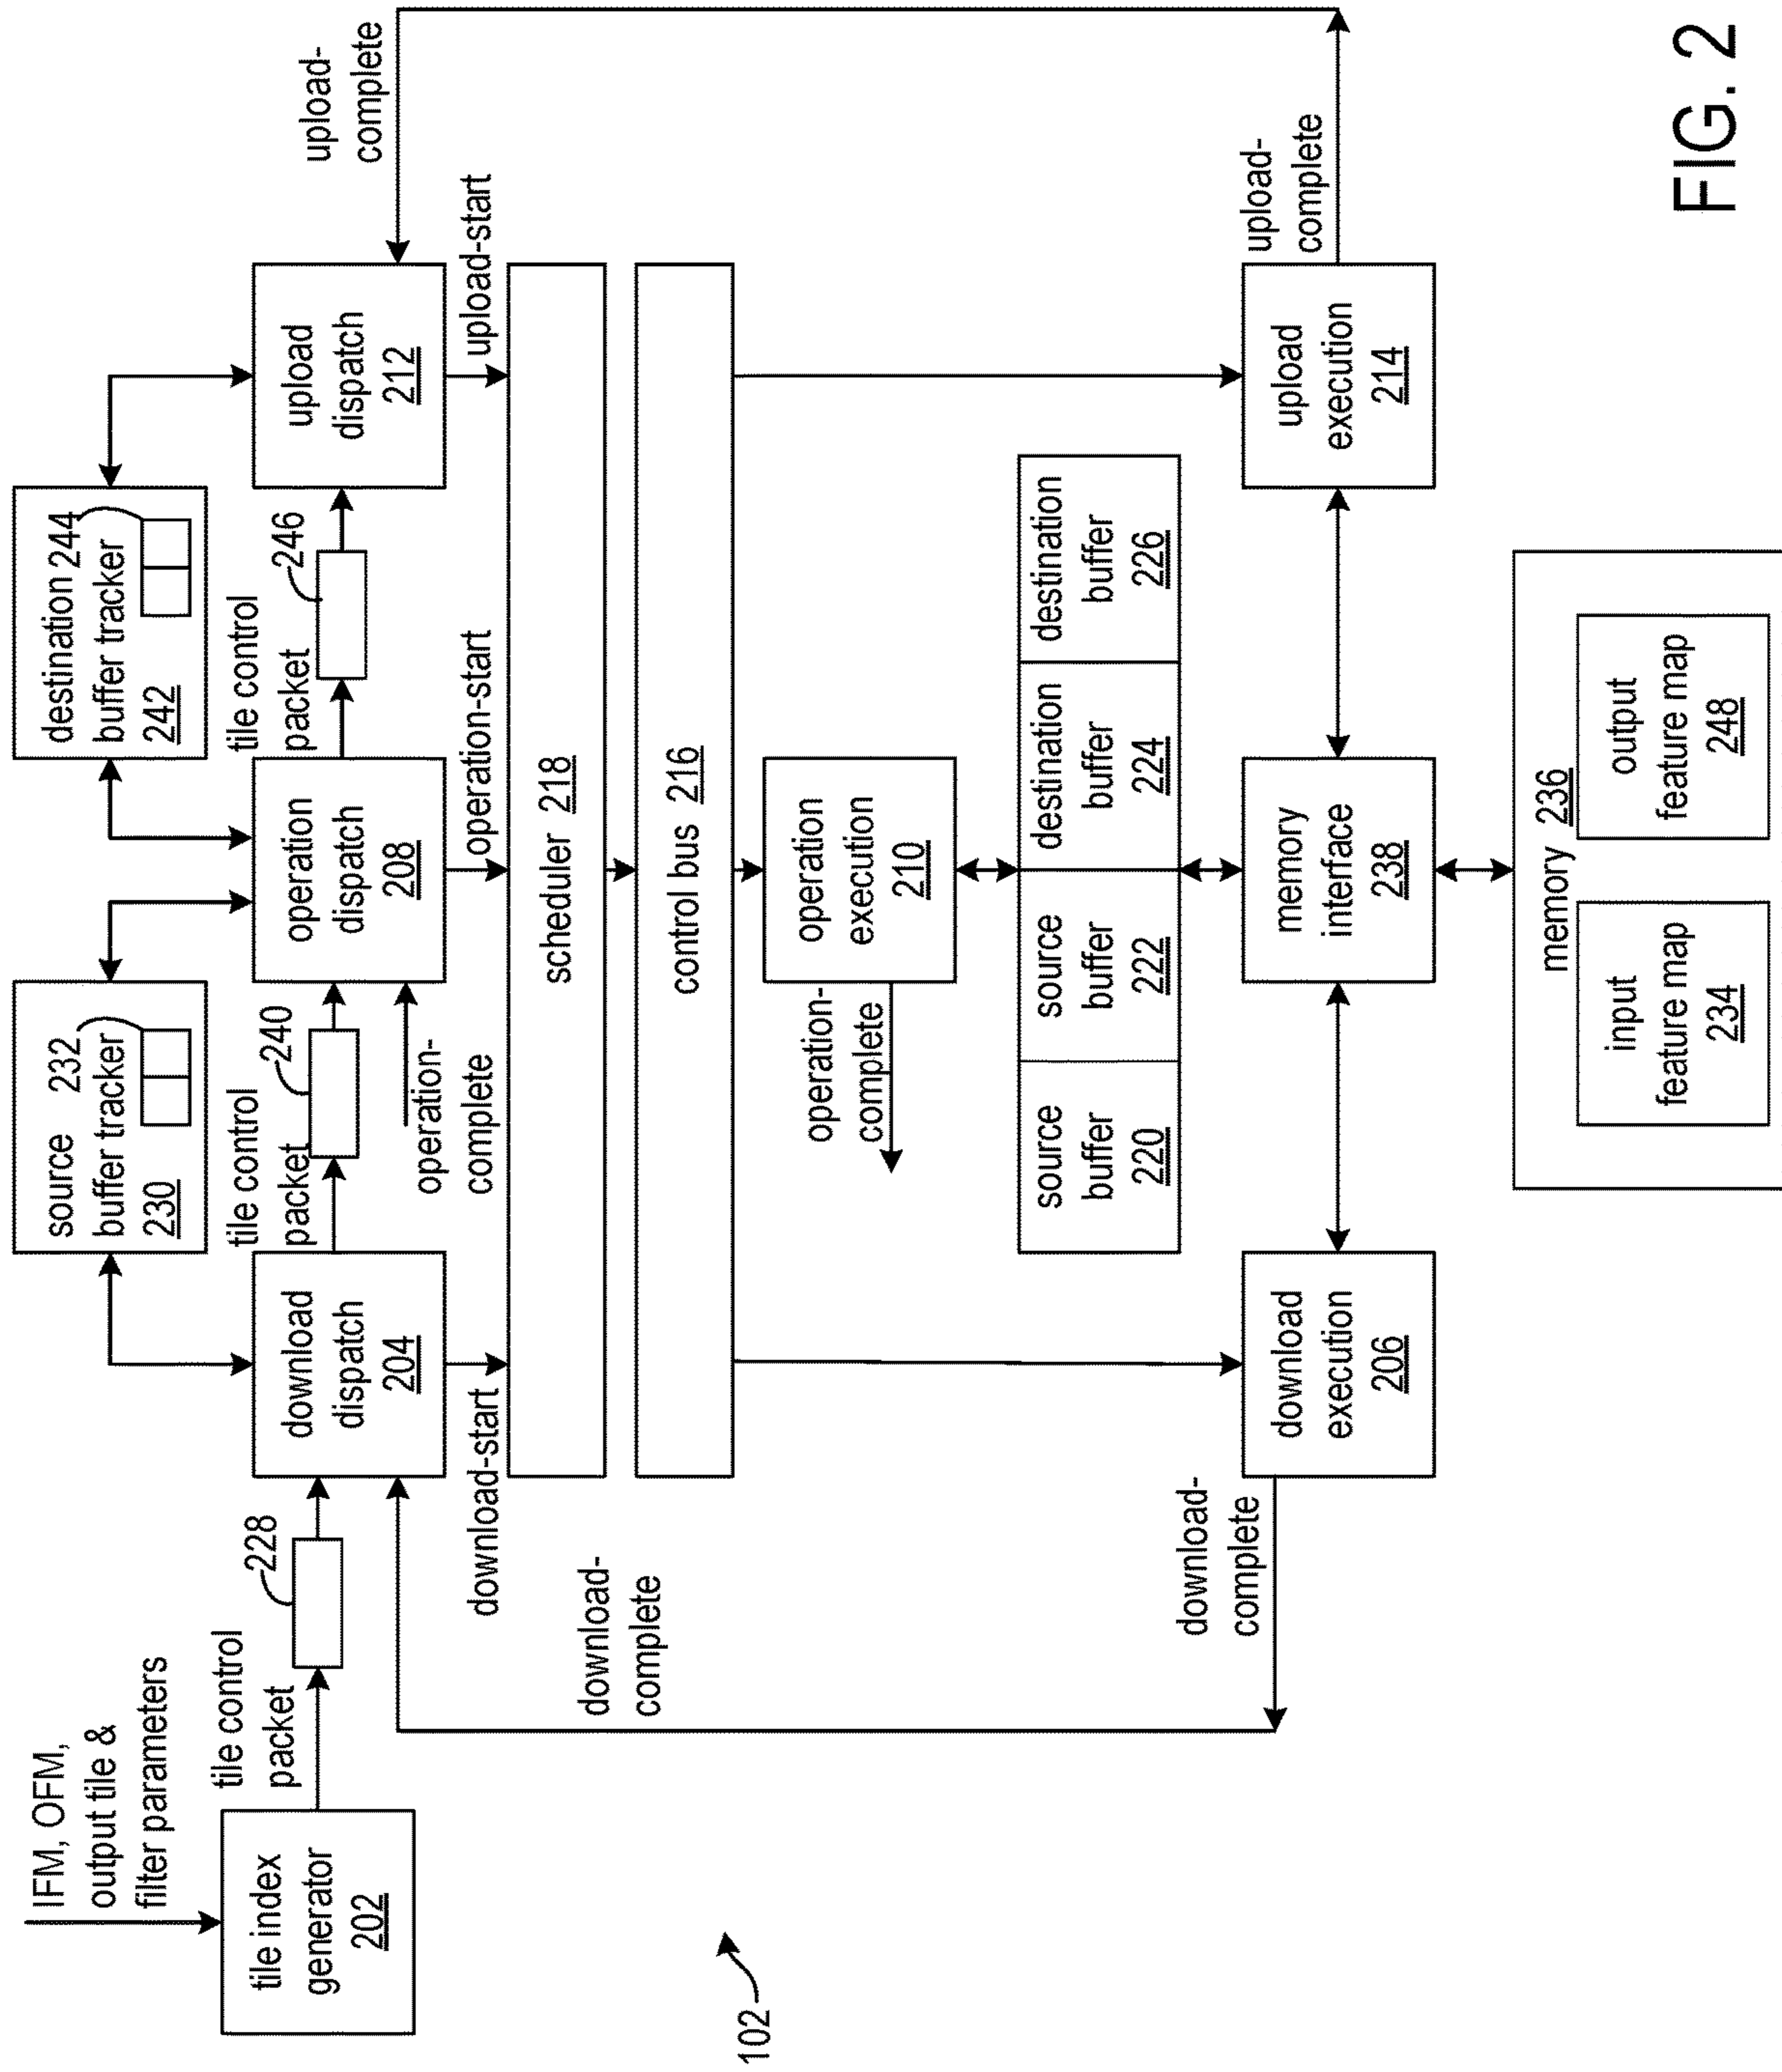 IFM, OFM,
output tile &
filter parameters
tile index
generator
202
tile control
packet
228
download
dispatch
204
source 232
buffer tracker
230
tile control
packet
240
operation-
complete
operation
dispatch
208
destination 244
buffer tracker
242
tile control
packet
246
upload
dispatch
212
upload-
complete
download-start
operation-start
upload-start
scheduler 218
control bus 216
download-
complete
operation-
complete
operation
execution
210
source
buffer
220
source
buffer
222
destination
buffer
224
destination
buffer
226
download-
complete
download
execution
206
memory
interface
238
upload
execution
214
upload-
complete
memory 236
input
feature map
234
output
feature map
248
102
FIG. 2